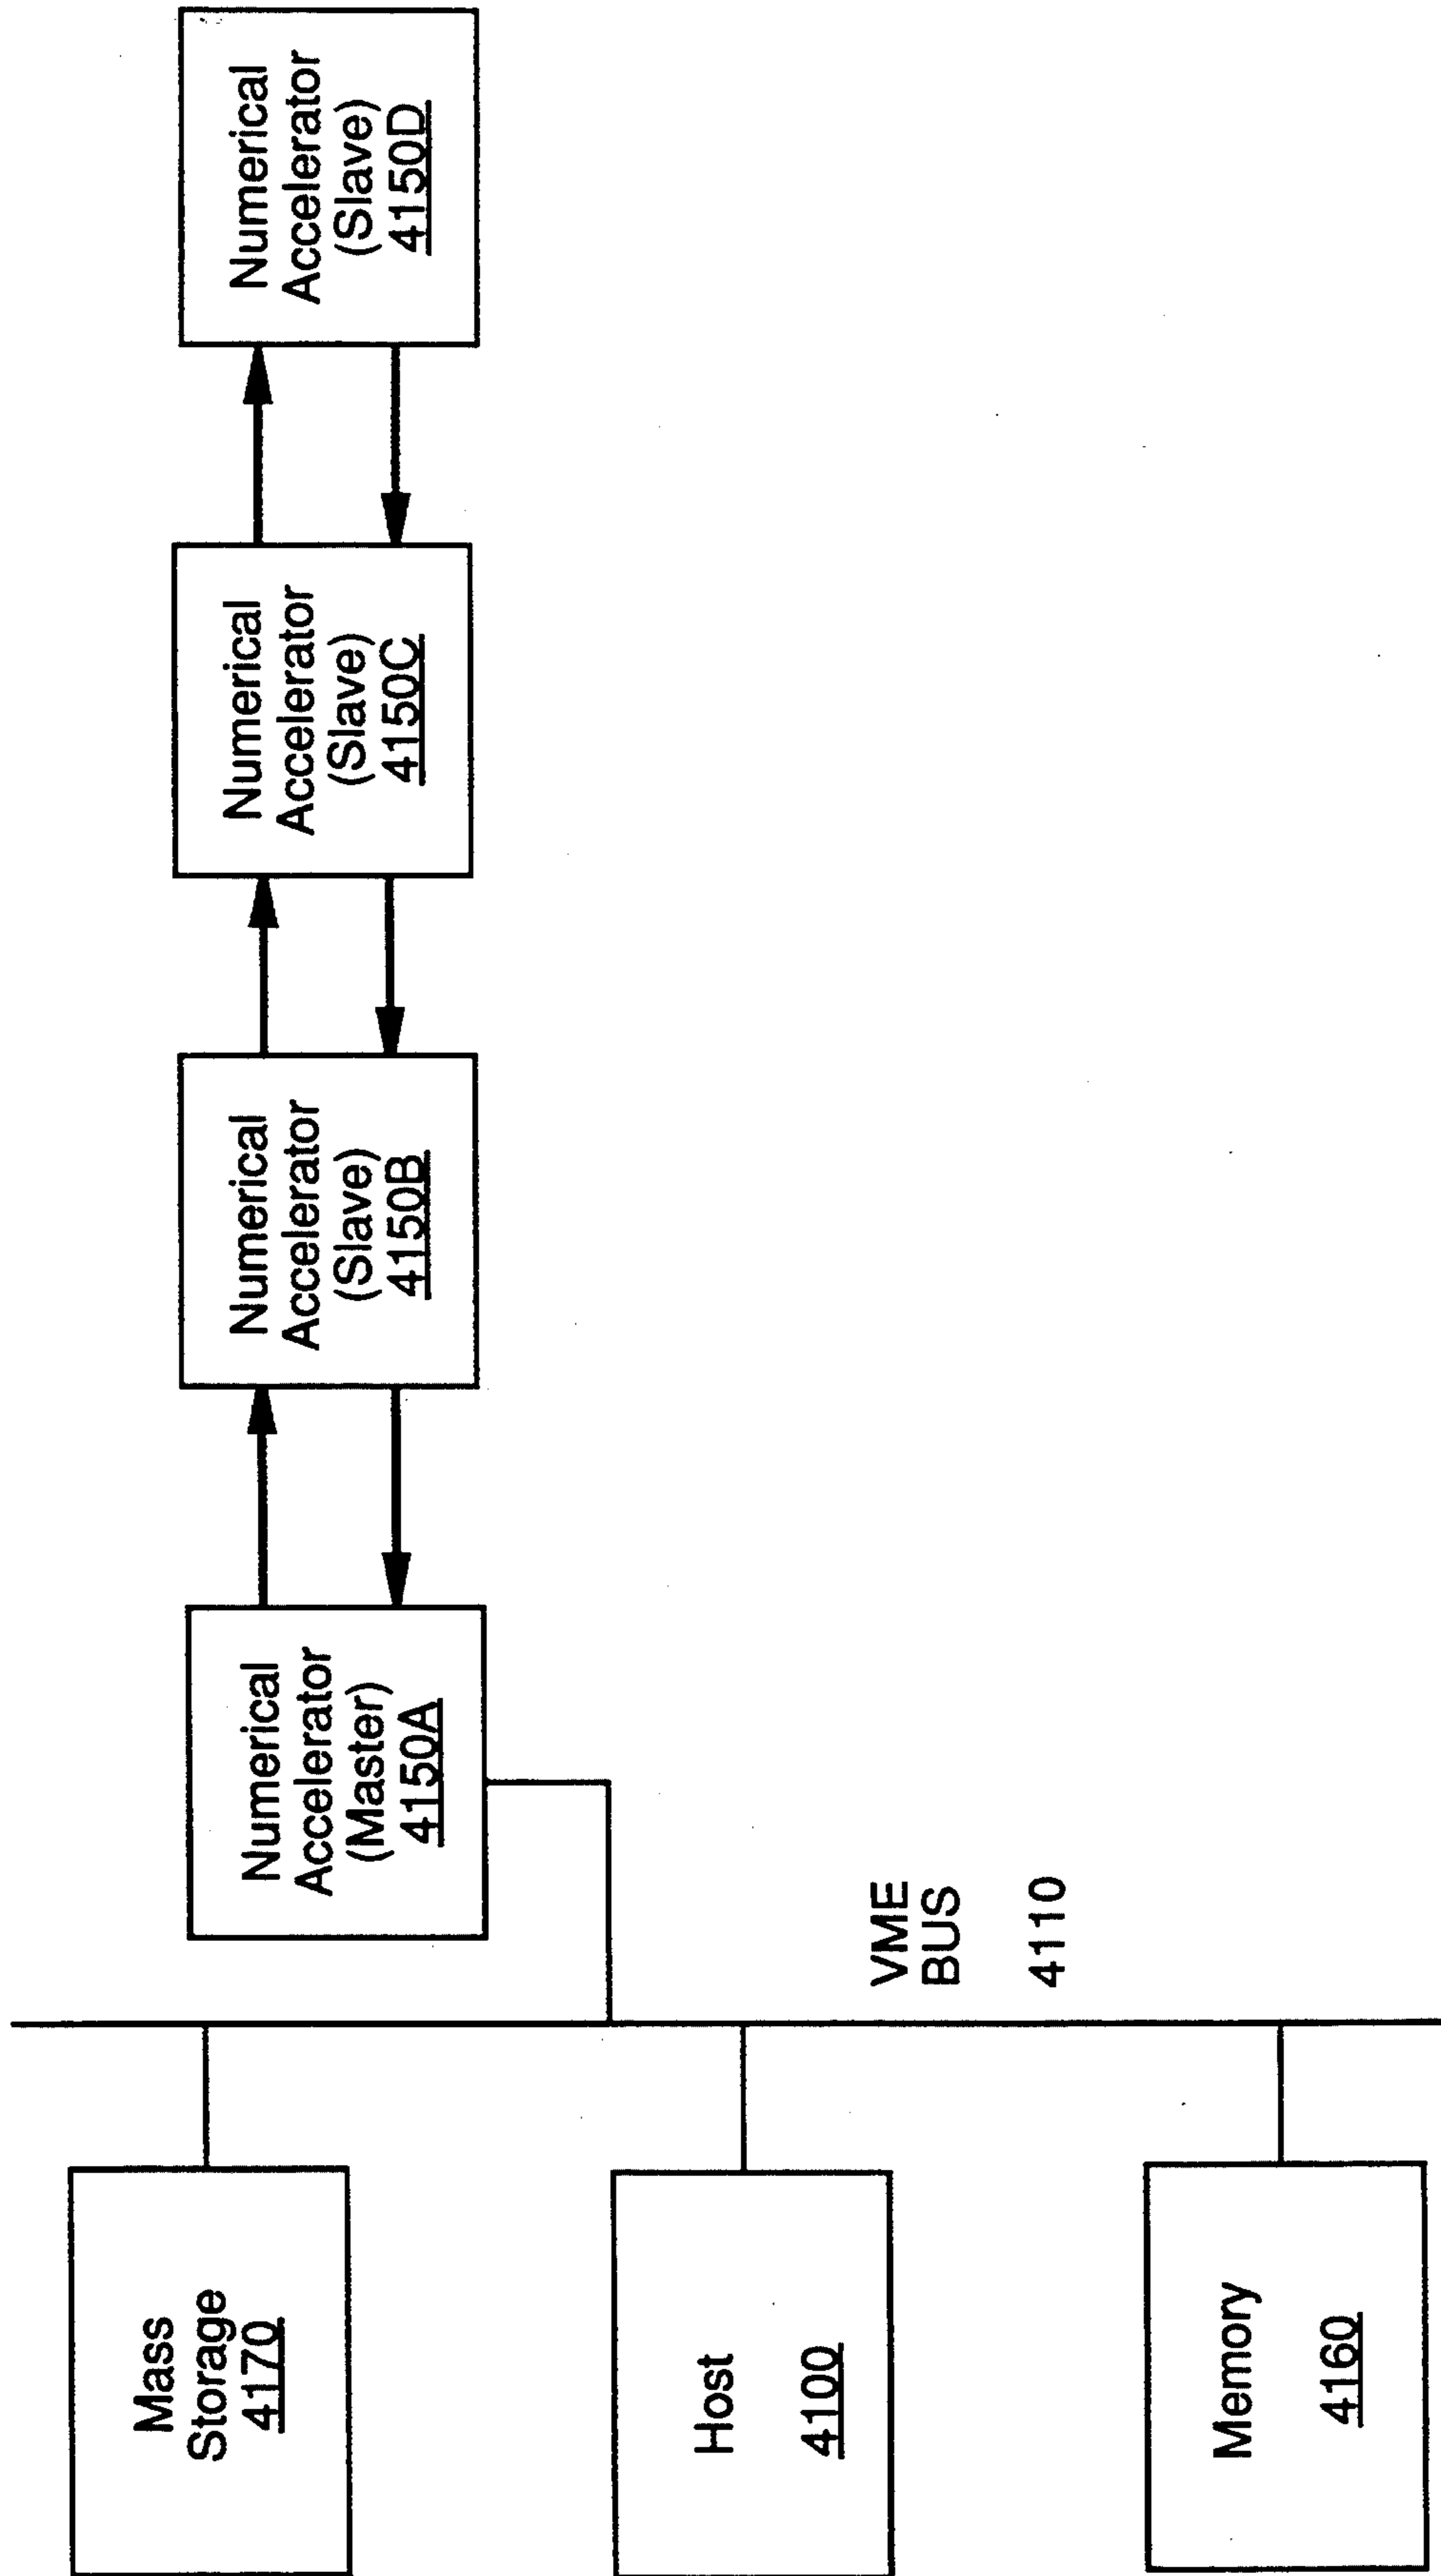 Mass
Storage
4170
Host
4100
Memory
4160
VME
BUS
4110
Numerical
Accelerator
(Master)
4150A
Numerical
Accelerator
(Slave)
4150B
Numerical
Accelerator
(Slave)
4150C
Numerical
Accelerator
(Slave)
4150D